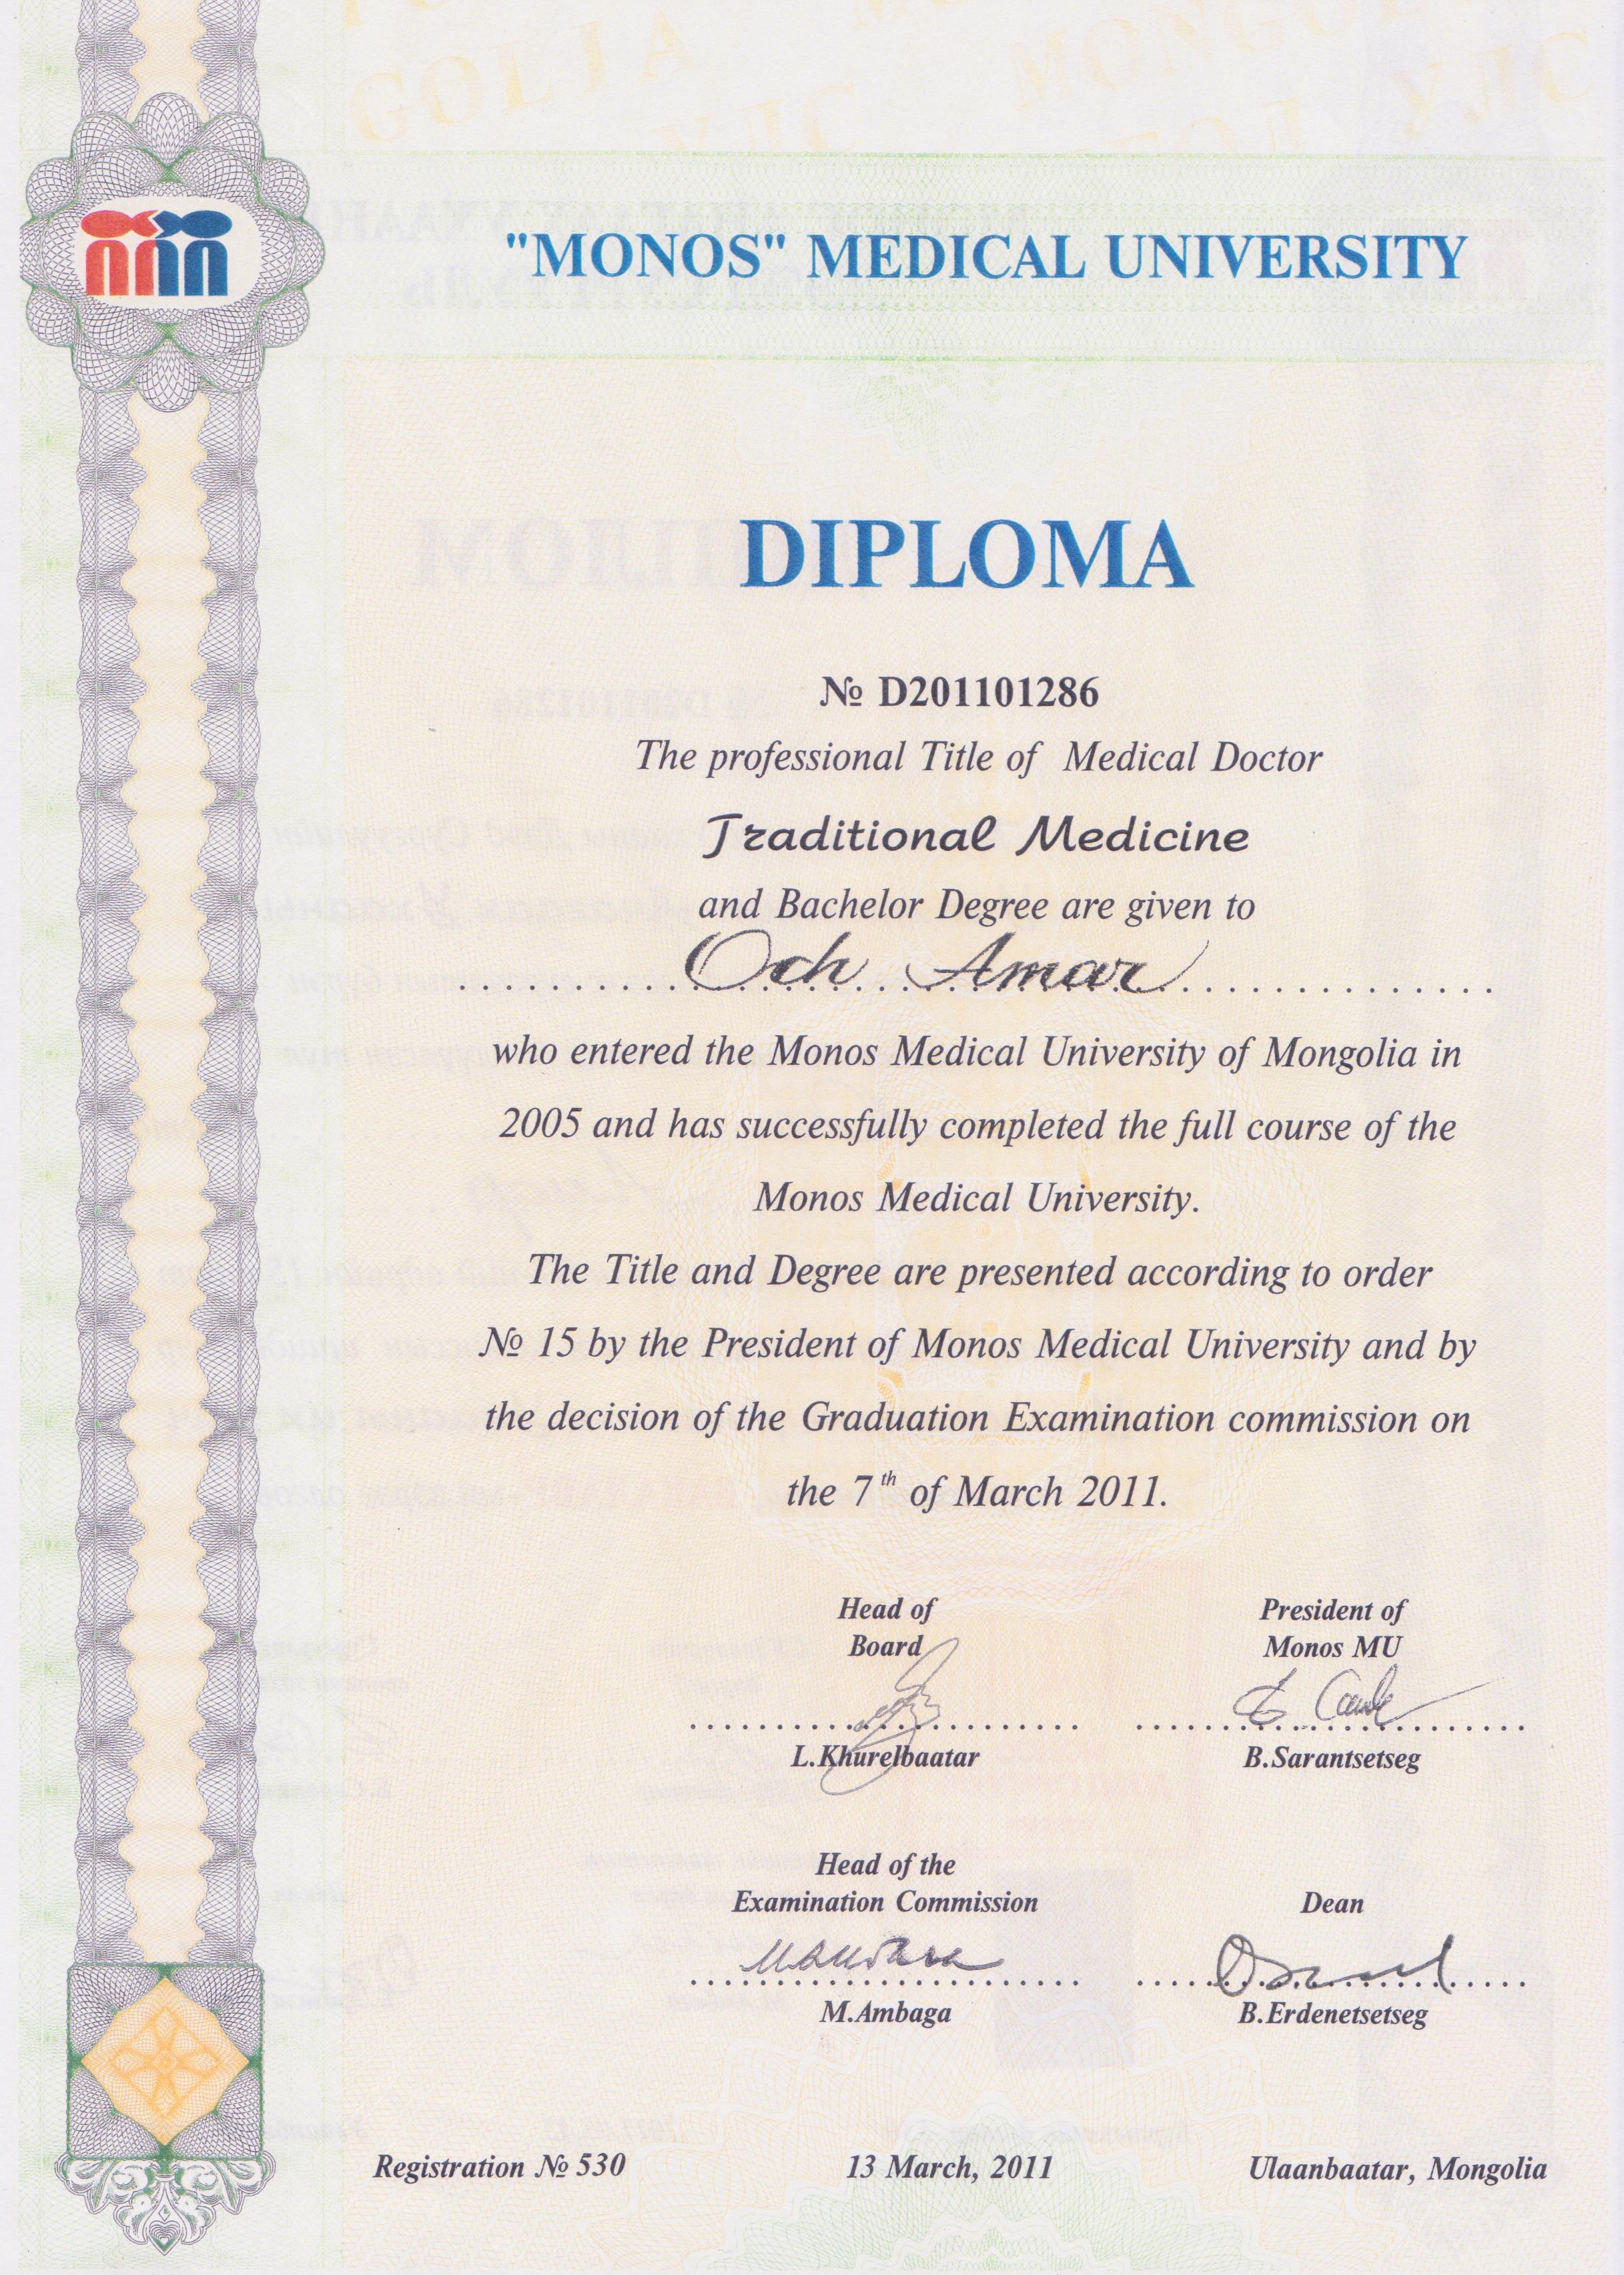 "MONOS" MEDICAL UNIVERSITY
DIPLOMA
№ D201101286
The professional Title of Medical Doctor
Traditional Medicine
and Bachelor Degree are given to
Och Amar
who entered the Monos Medical University of Mongolia in
2005 and has successfully completed the full course of the
Monos Medical University.
The Title and Degree are presented according to order
№ 15 by the President of Monos Medical University and by
the decision of the Graduation Examination commission on
the 7th of March 2011.
Head of
Board
L.Khurelbaatar
President of
Monos MU
B.Sarantsetseg
Head of the
Examination Commission
M.Ambaga
Dean
B.Erdenetsetseg
Registration № 530
13 March, 2011
Ulaanbaatar, Mongolia